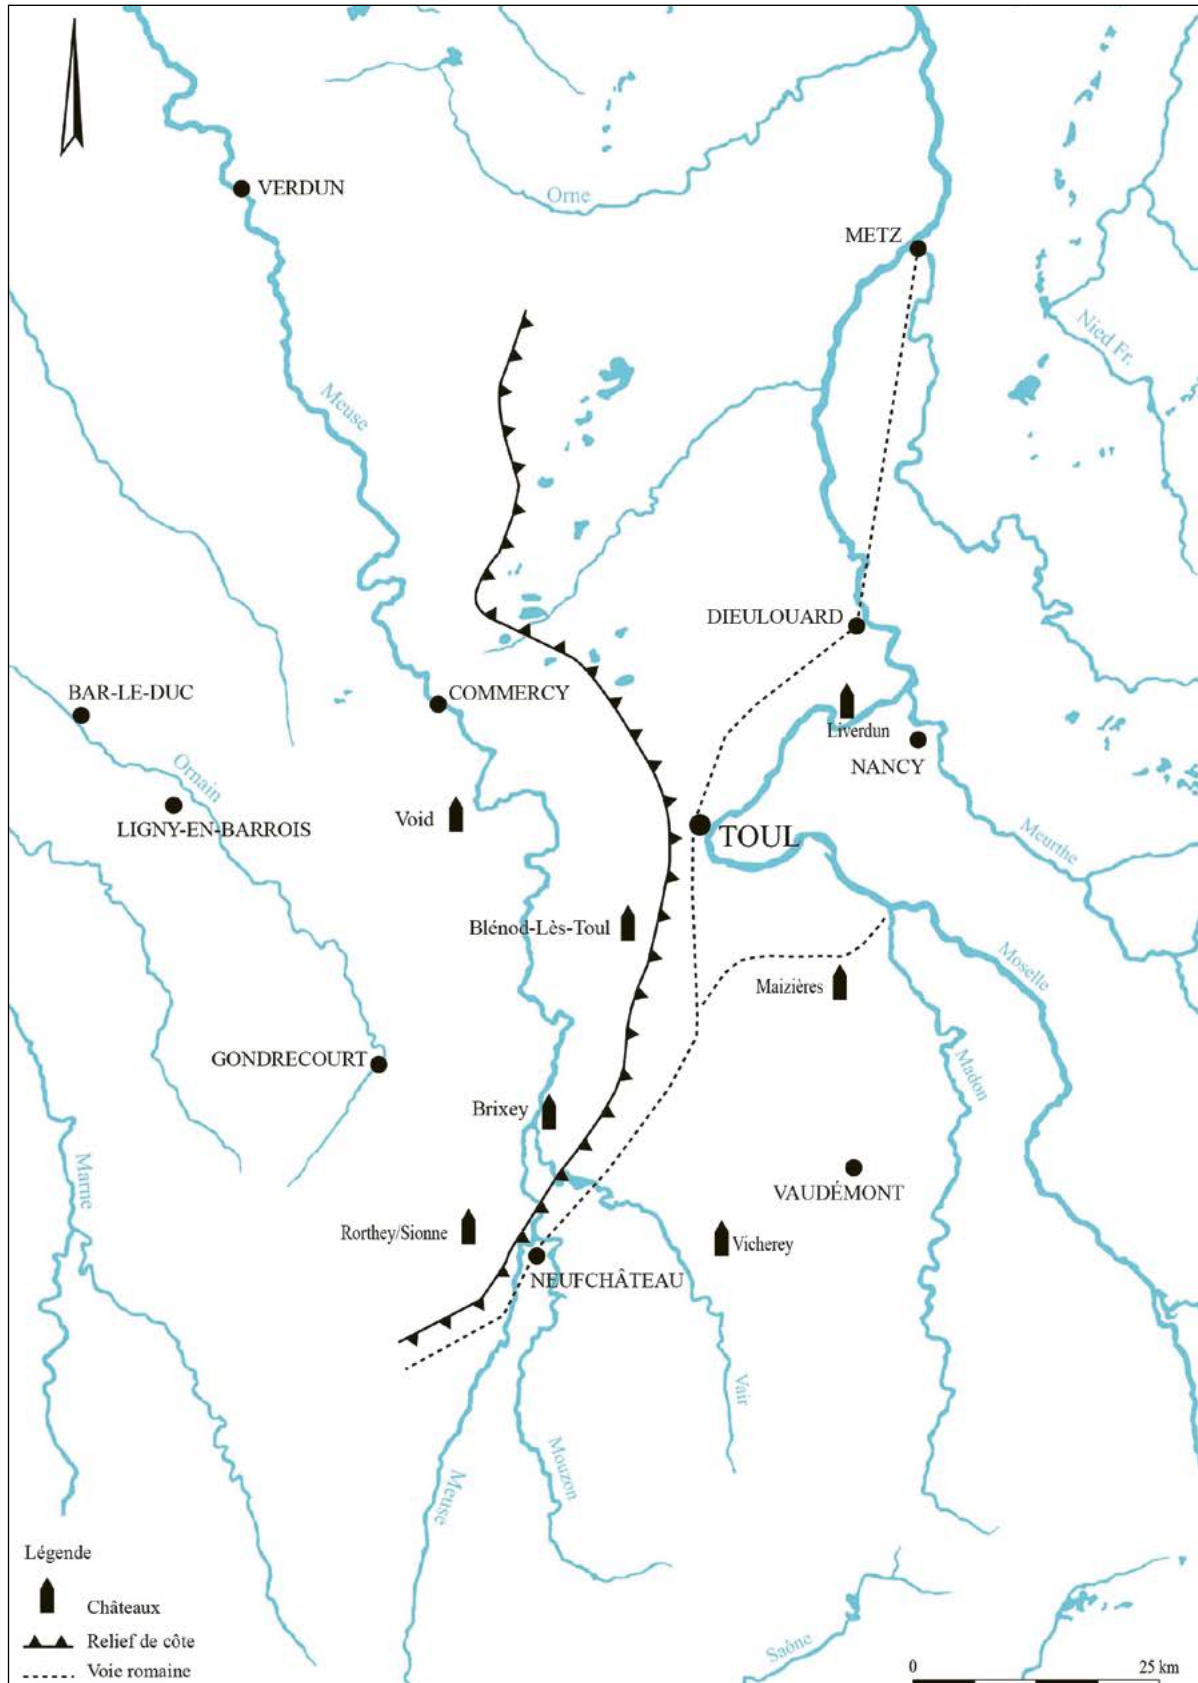 VERDUN
Orne
METZ
Nied Fr.
Meuse
DIEULOUARD
BAR-LE-DUC
COMMERCY
Liverdun
NANCY
Ornain
LIGNY-EN-BARROIS
Void
TOUL
Meurthe
Blénod-Lès-Toul
Moselle
Maizières
GONDRECOURT
Madon
Brixey
Marne
VAUDÉMONT
Rorthey/Sionne
Vicherey
NEUFCHÂTEAU
Vair
Mouzon
Meuse
Saône
Légende
Châteaux
Relief de côte
Voie romaine
0 25 km